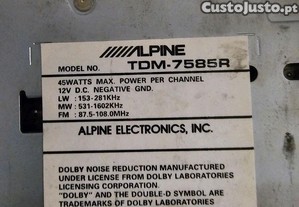 CustoJusto.pt
ALPINE
MODEL NO. TDM-7585R
45WATTS MAX. POWER PER CHANNEL
12V D.C. NEGATIVE GND.
LW : 153-281KHz
MW : 531-1602KHz
FM : 87.5-108.0MHz
ALPINE ELECTRONICS, INC.
DOLBY NOISE REDUCTION MANUFACTURED
UNDER LICENSE FROM DOLBY LABORATORIES
LICENSING CORPORATION.
"DOLBY" AND THE DOUBLE-D SYMBOL ARE
TRADEMARKS OF DOLBY LABORATORIES